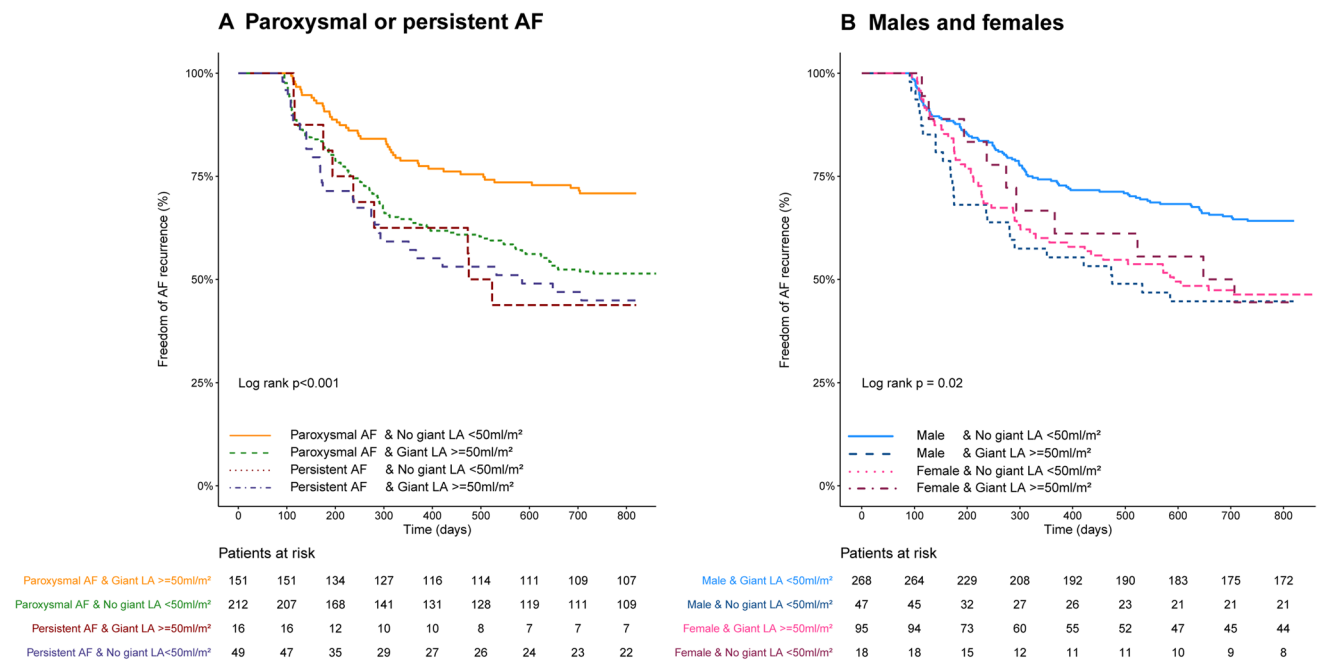 A Paroxysmal or persistent AF
100%
75%
50%
25%
0%
Freedom of AF recurrence (%)
Log rank p<0.001
Paroxysmal AF & No giant LA <50ml/m²
Paroxysmal AF & Giant LA >=50ml/m²
Persistent AF & No giant LA <50ml/m²
Persistent AF & Giant LA >=50ml/m²
0 100 200 300 400 500 600 700 800
Time (days)
Patients at risk
Paroxysmal AF & Giant LA >=50ml/m² 151 151 134 127 116 114 111 109 107
Paroxysmal AF & No giant LA <50ml/m² 212 207 168 141 131 128 119 111 109
Persistent AF & Giant LA >=50ml/m² 16 16 12 10 10 8 7 7 7
Persistent AF & No giant LA<50ml/m² 49 47 35 29 27 26 24 23 22
B Males and females
100%
75%
50%
25%
0%
Freedom of AF recurrence (%)
Log rank p = 0.02
Male & No giant LA <50ml/m²
Male & Giant LA >=50ml/m²
Female & No giant LA <50ml/m²
Female & Giant LA >=50ml/m²
0 100 200 300 400 500 600 700 800
Time (days)
Patients at risk
Male & Giant LA <50ml/m² 268 264 229 208 192 190 183 175 172
Male & No giant LA <50ml/m² 47 45 32 27 26 23 21 21 21
Female & Giant LA >=50ml/m² 95 94 73 60 55 52 47 45 44
Female & No giant LA <50ml/m² 18 18 15 12 11 11 10 9 8